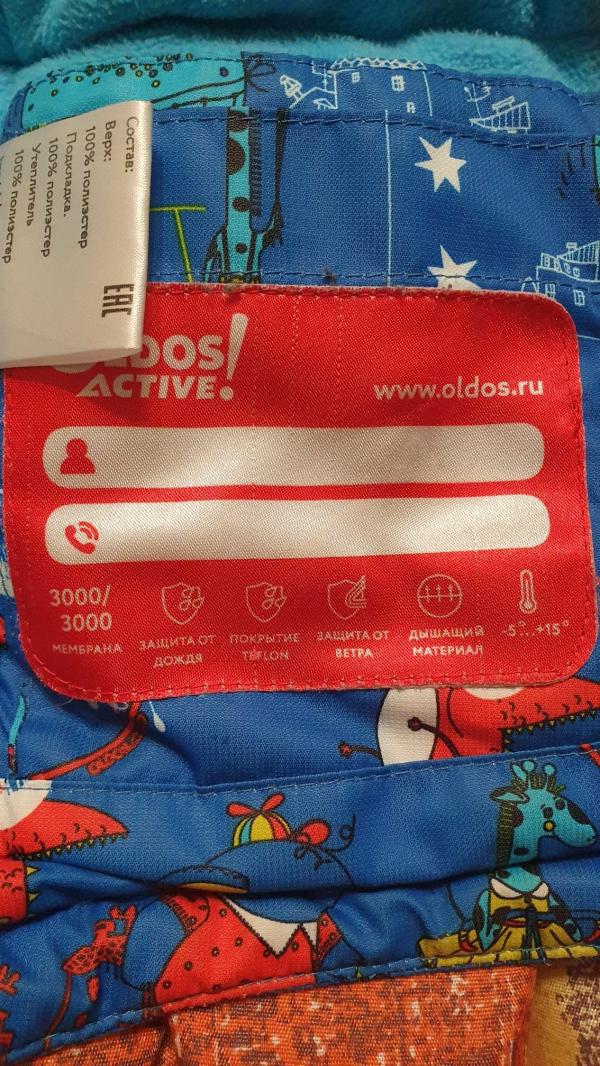 Состав:
Верх:
100% полиэстер
Подкладка.
100% полиэстер
Утеплитель
100% полиэстер
EAC
ACTIVE!
www.oldos.ru
3000/
3000
МЕМБРАНА
ЗАЩИТА ОТ
ДОЖДЯ
ПОКРЫТИЕ
TEFLON
ЗАЩИТА ОТ
ВЕТРА
ДЫШАЩИЙ
МАТЕРИАЛ
-5°...+15°